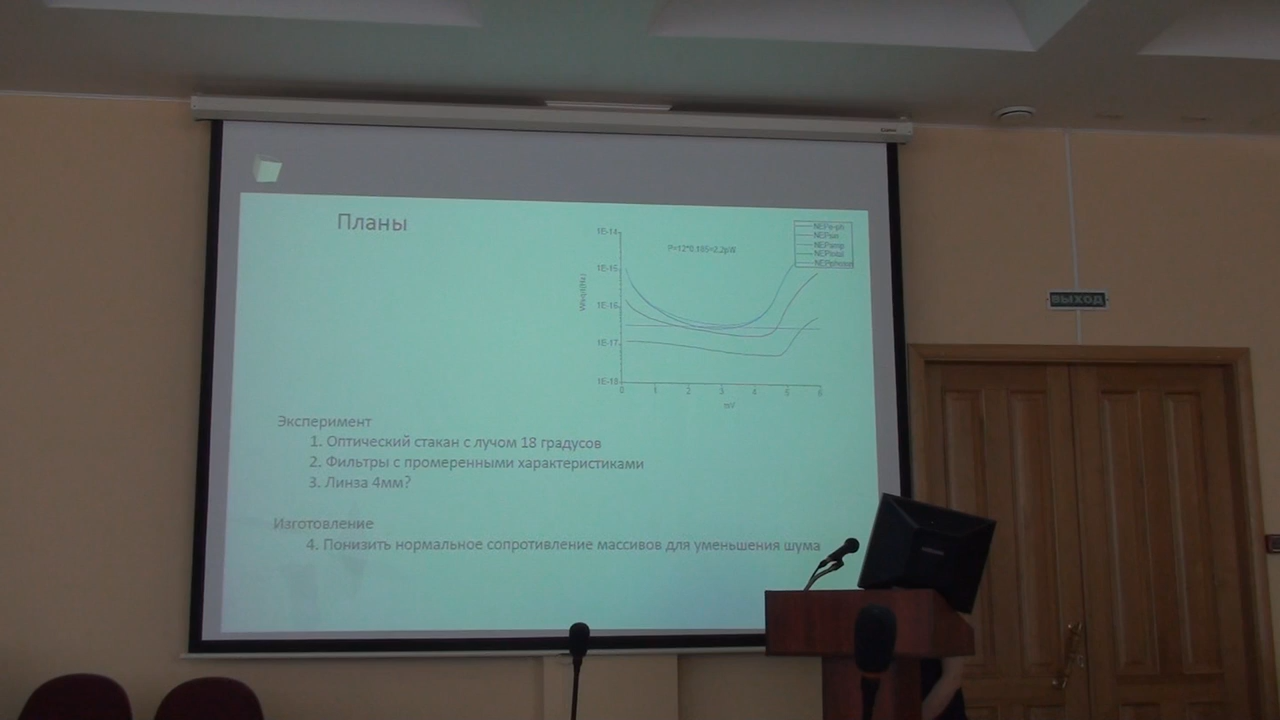 Планы
P=12*0.185=2.2pW
NEPe-ph
NEPsin
NEPamp
NEPtotal
NEPphoton
1E-14
1E-15
1E-16
1E-17
1E-18
0 1 2 3 4 5 6
mV
Эксперимент
1. Оптический стакан с лучом 18 градусов
2. Фильтры с промеренными характеристиками
3. Линза 4мм?
Изготовление
4. Понизить нормальное сопротивление массивов для уменьшения шума
ВЫХОД